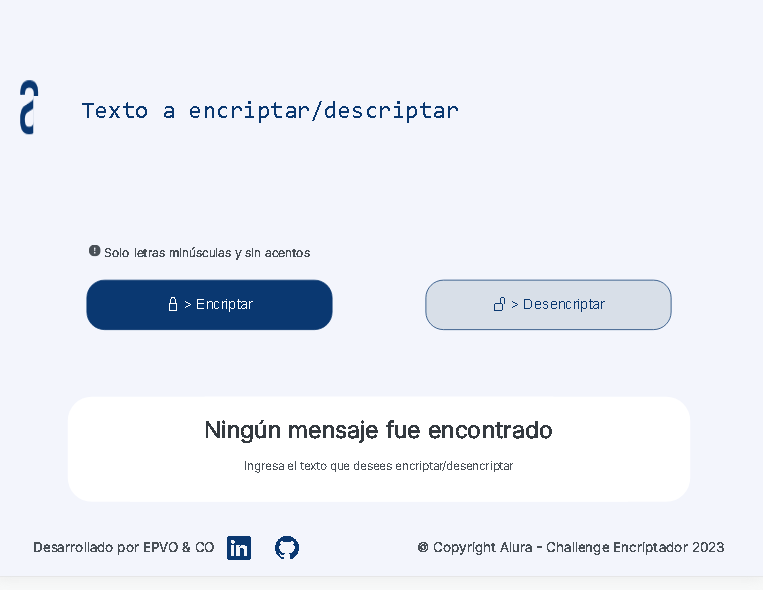 Texto a encriptar/descriptar
Solo letras minúsculas y sin acentos
> Encriptar
> Desencriptar
Ningún mensaje fue encontrado
Ingresa el texto que desees encriptar/desencriptar
Desarrollado por EPVO & CO
© Copyright Alura - Challenge Encriptador 2023